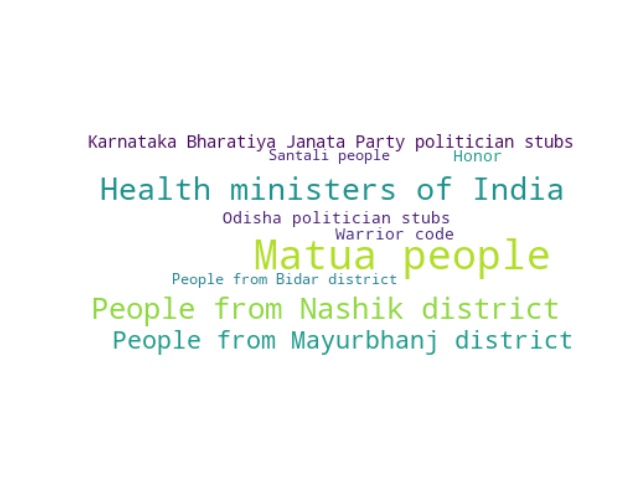 Karnataka Bharatiya Janata Party politician stubs
Santali people
Honor
Health ministers of India
Odisha politician stubs
Warrior code
Matua people
People from Bidar district
People from Nashik district
People from Mayurbhanj district